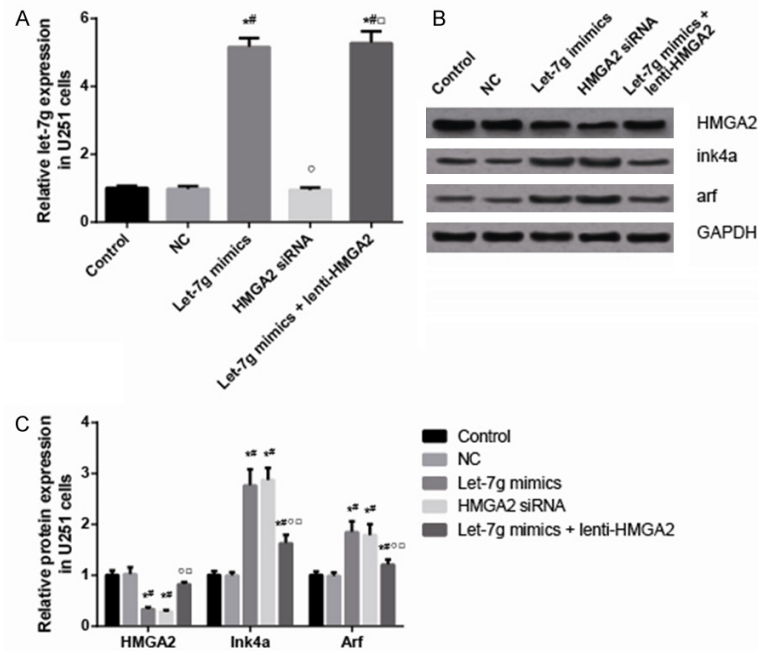 A
Relative let-7g expression
in U251 cells
6
4
2
0
*#
○
*#□
Control
NC
Let-7g mimics
HMGA2 siRNA
Let-7g mimics + lenti-HMGA2
B
Control
NC
Let-7g imimics
HMGA2 siRNA
Let-7g mimics +
lenti-HMGA2
HMGA2
ink4a
arf
GAPDH
C
Relative protein expression
in U251 cells
4
3
2
1
0
*# *# ○□
*# *# *#○□
*# *# *#○□
HMGA2 Ink4a Arf
Control
NC
Let-7g mimics
HMGA2 siRNA
Let-7g mimics + lenti-HMGA2